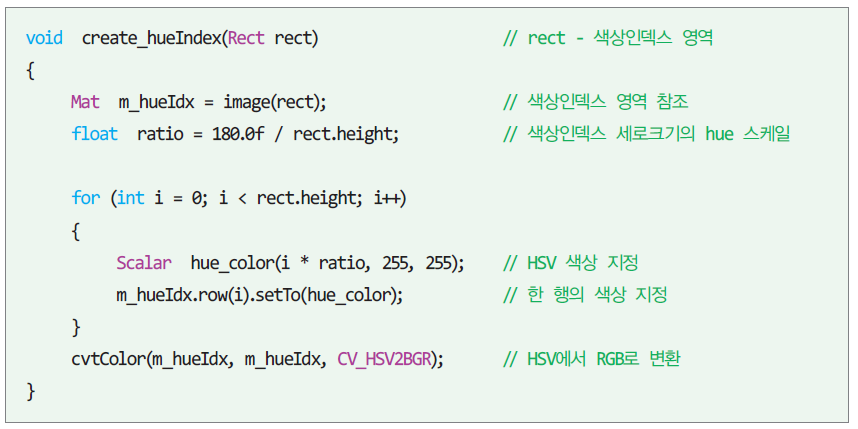 void create_hueIndex(Rect rect) // rect - 색상인덱스 영역
{
Mat m_hueIdx = image(rect); // 색상인덱스 영역 참조
float ratio = 180.0f / rect.height; // 색상인덱스 세로크기의 hue 스케일
for (int i = 0; i < rect.height; i++)
{
Scalar hue_color(i * ratio, 255, 255); // HSV 색상 지정
m_hueIdx.row(i).setTo(hue_color); // 한 행의 색상 지정
}
cvtColor(m_hueIdx, m_hueIdx, CV_HSV2BGR); // HSV에서 RGB로 변환
}